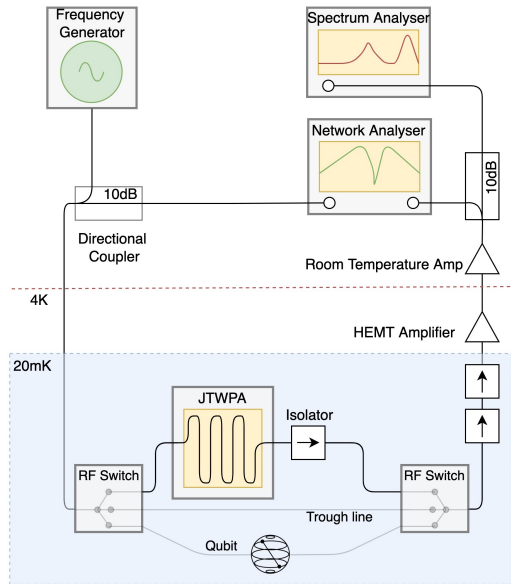 Frequency
Generator
Spectrum Analyser
Network Analyser
10dB
10dB
Directional
Coupler
Room Temperature Amp
4K
HEMT Amplifier
20mK
JTWPA
Isolator
RF Switch
RF Switch
Trough line
Qubit